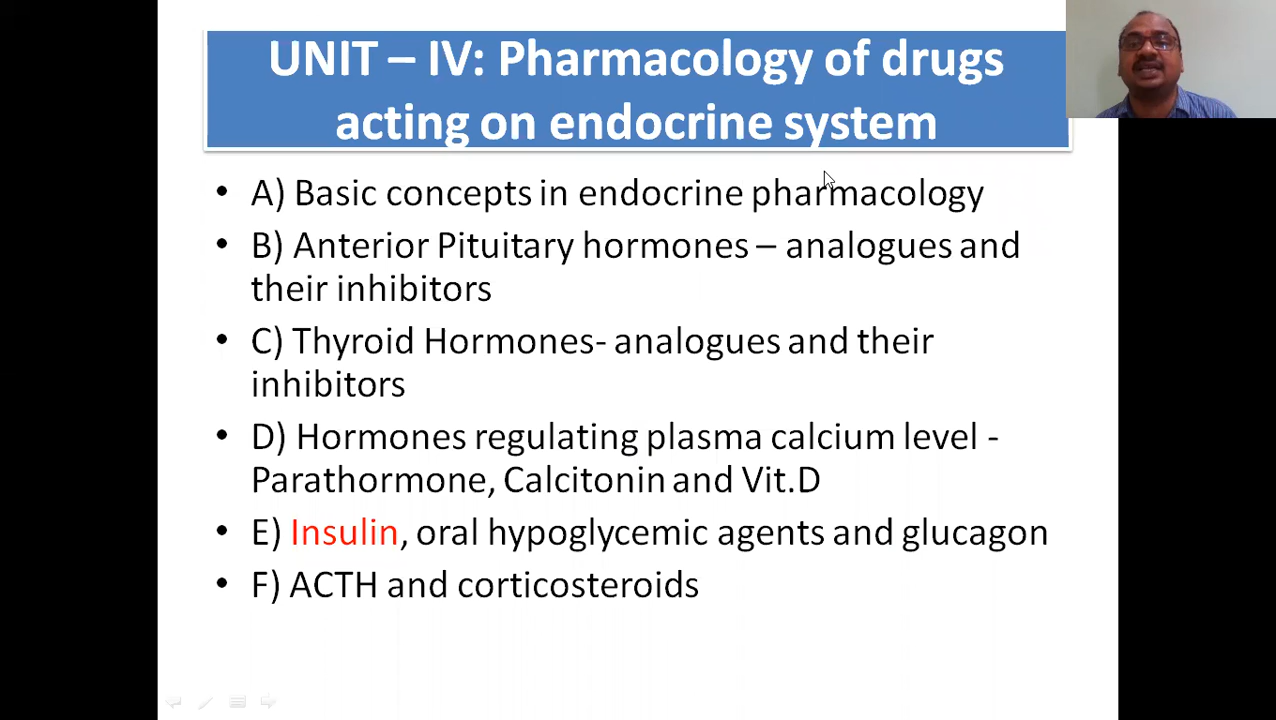 UNIT – IV: Pharmacology of drugs
acting on endocrine system
• A) Basic concepts in endocrine pharmacology
• B) Anterior Pituitary hormones – analogues and
their inhibitors
• C) Thyroid Hormones- analogues and their
inhibitors
• D) Hormones regulating plasma calcium level -
Parathormone, Calcitonin and Vit.D
• E) Insulin, oral hypoglycemic agents and glucagon
• F) ACTH and corticosteroids